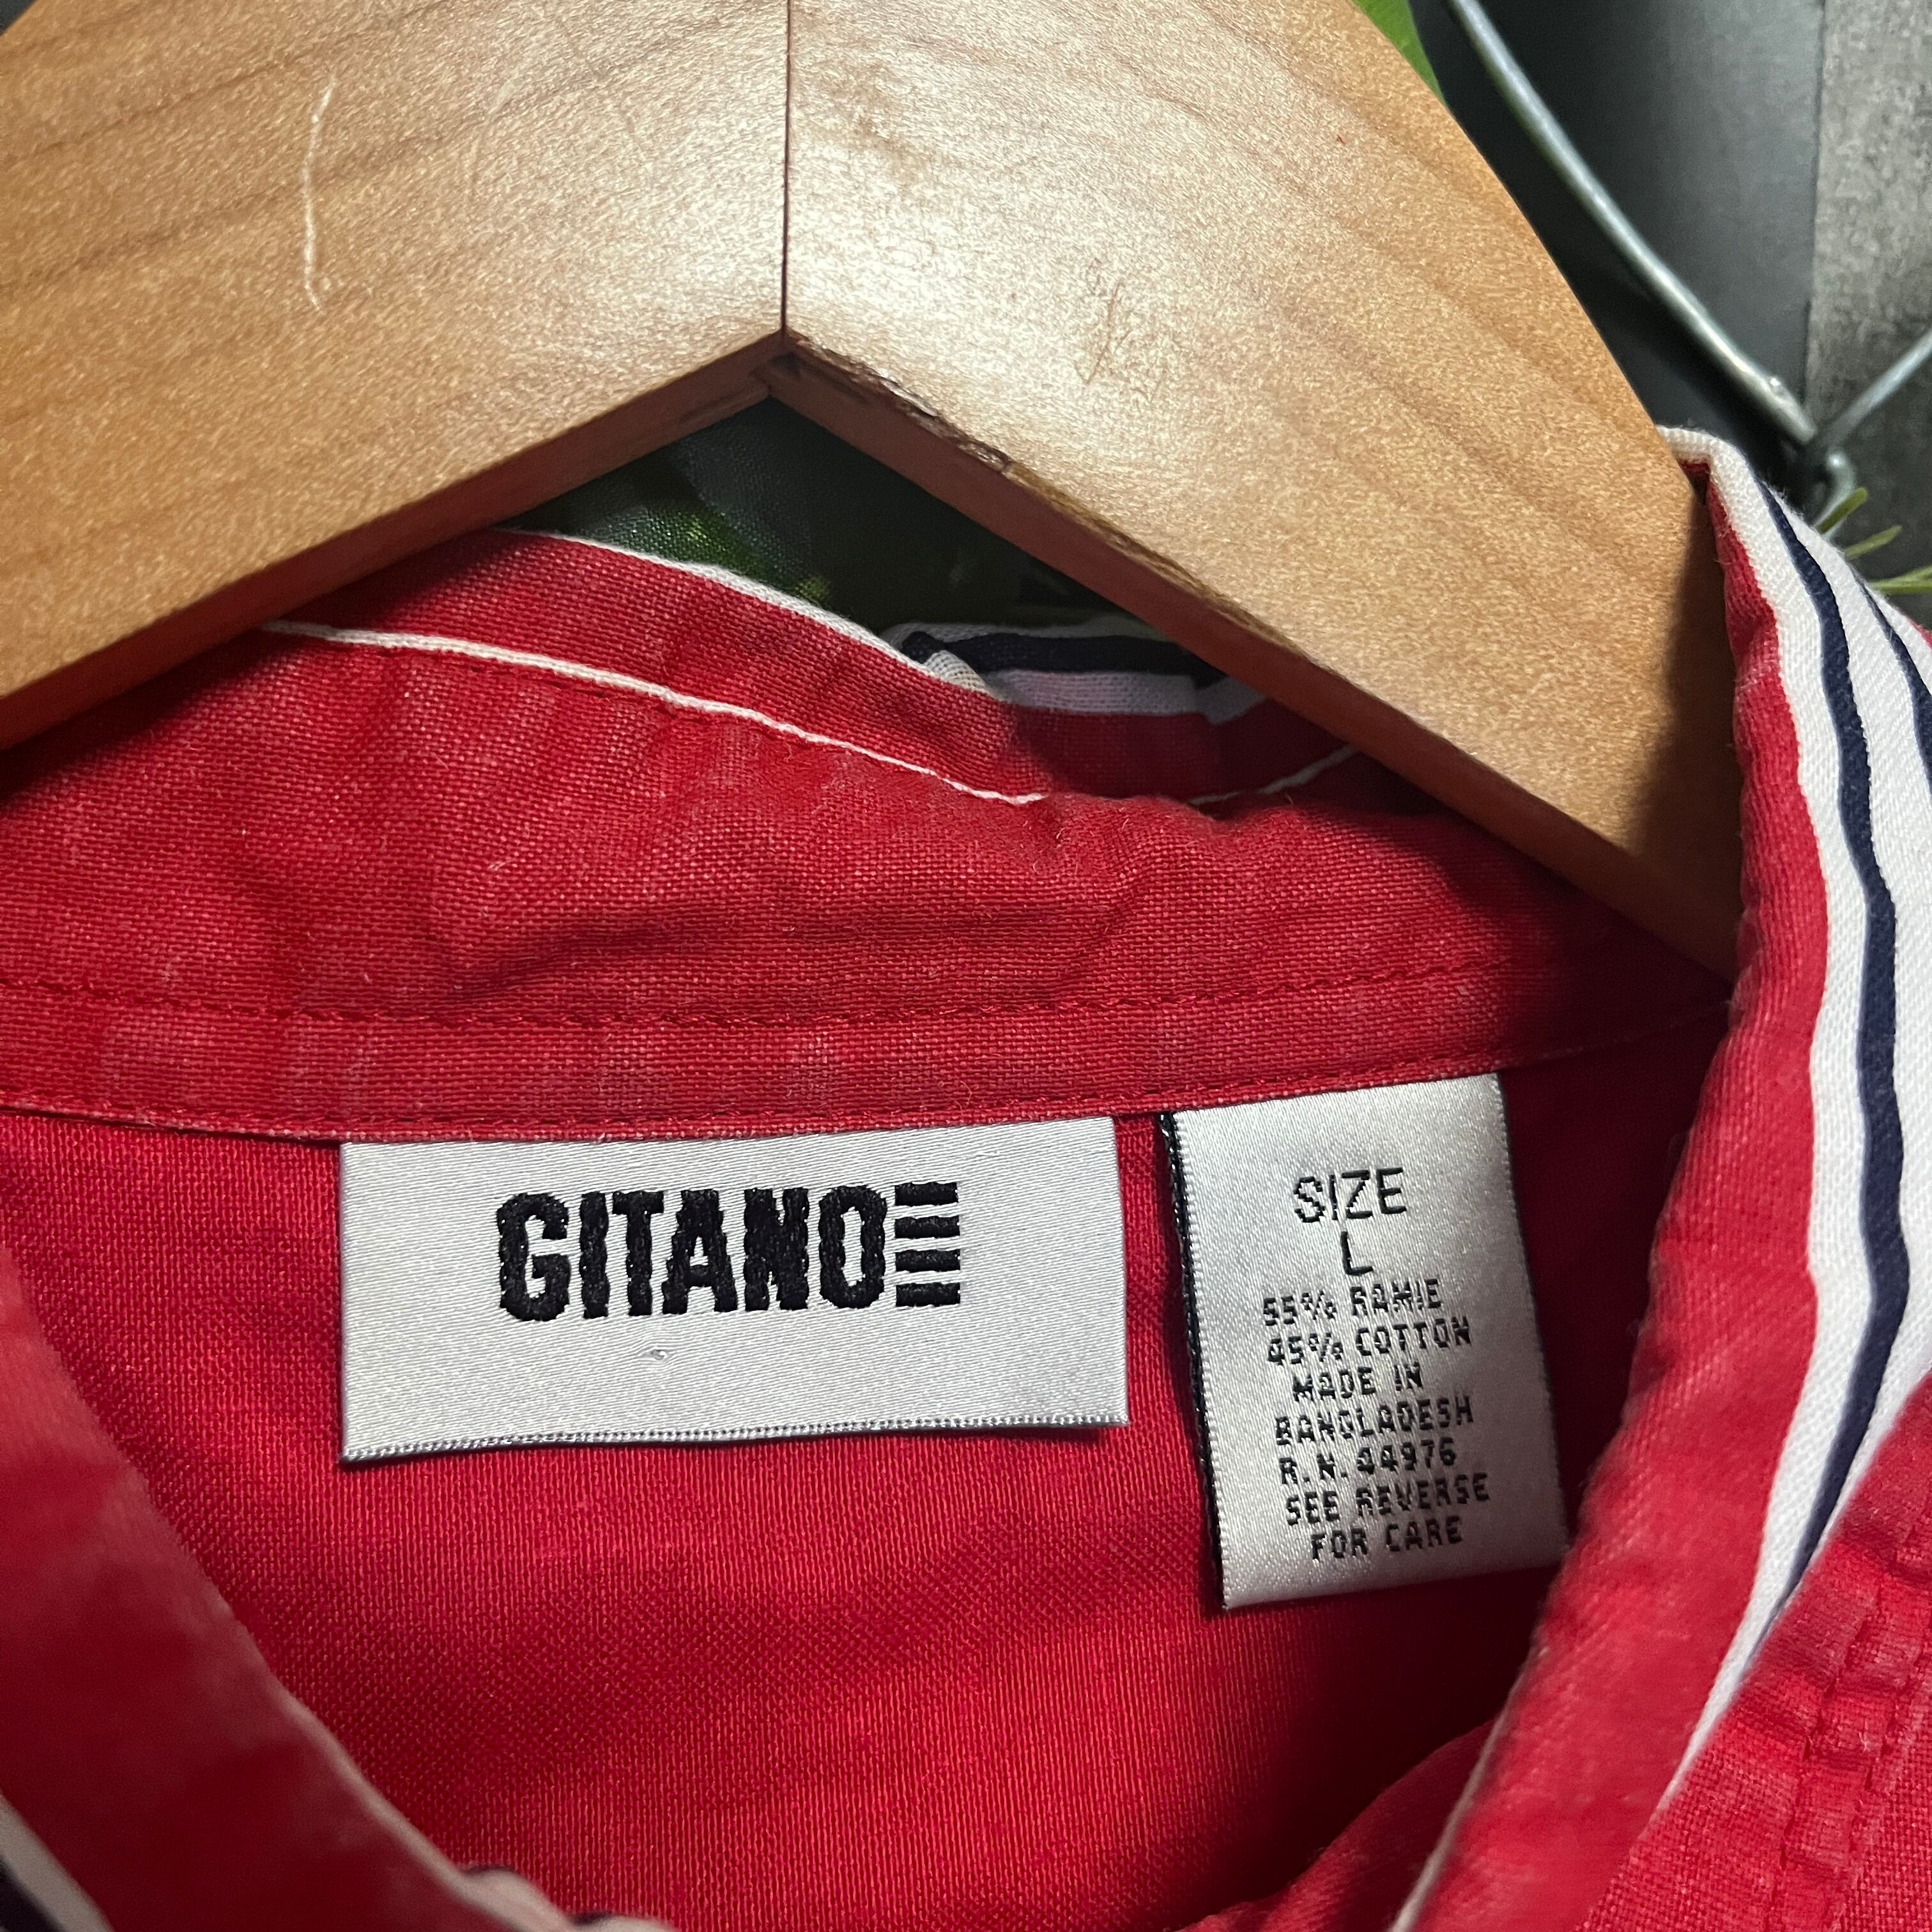 GITANO
SIZE
L
55% RAMIE
45% COTTON
MADE IN
BANGLADESH
R.N. 44976
SEE REVERSE
FOR CARE